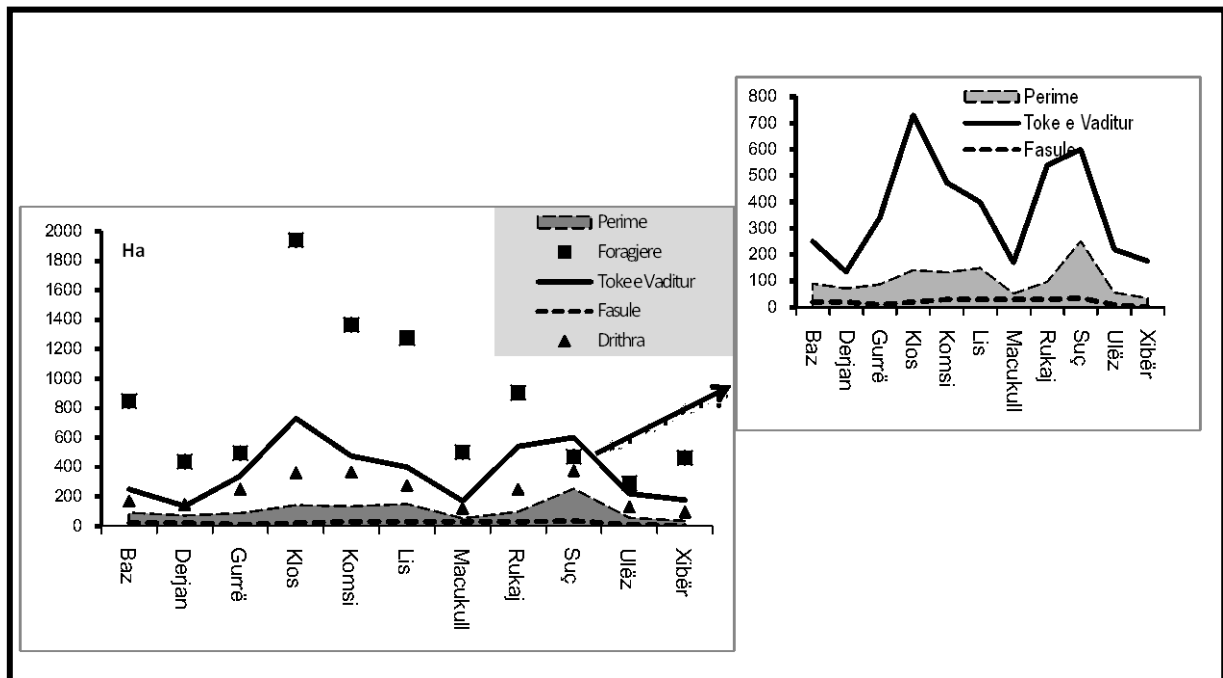 Ha
2000
1800
1600
1400
1200
1000
800
600
400
200
0
Perime
Foragjere
Toke e Vaditur
Fasule
Drithra
Baz
Derjan
Gurrë
Klos
Komsi
Lis
Macukull
Rukaj
Suç
Ulëz
Xibër
800
700
600
500
400
300
200
100
0
Perime
Toke e Vaditur
Fasule
Baz
Derjan
Gurrë
Klos
Komsi
Lis
Macukull
Rukaj
Suç
Ulëz
Xibër